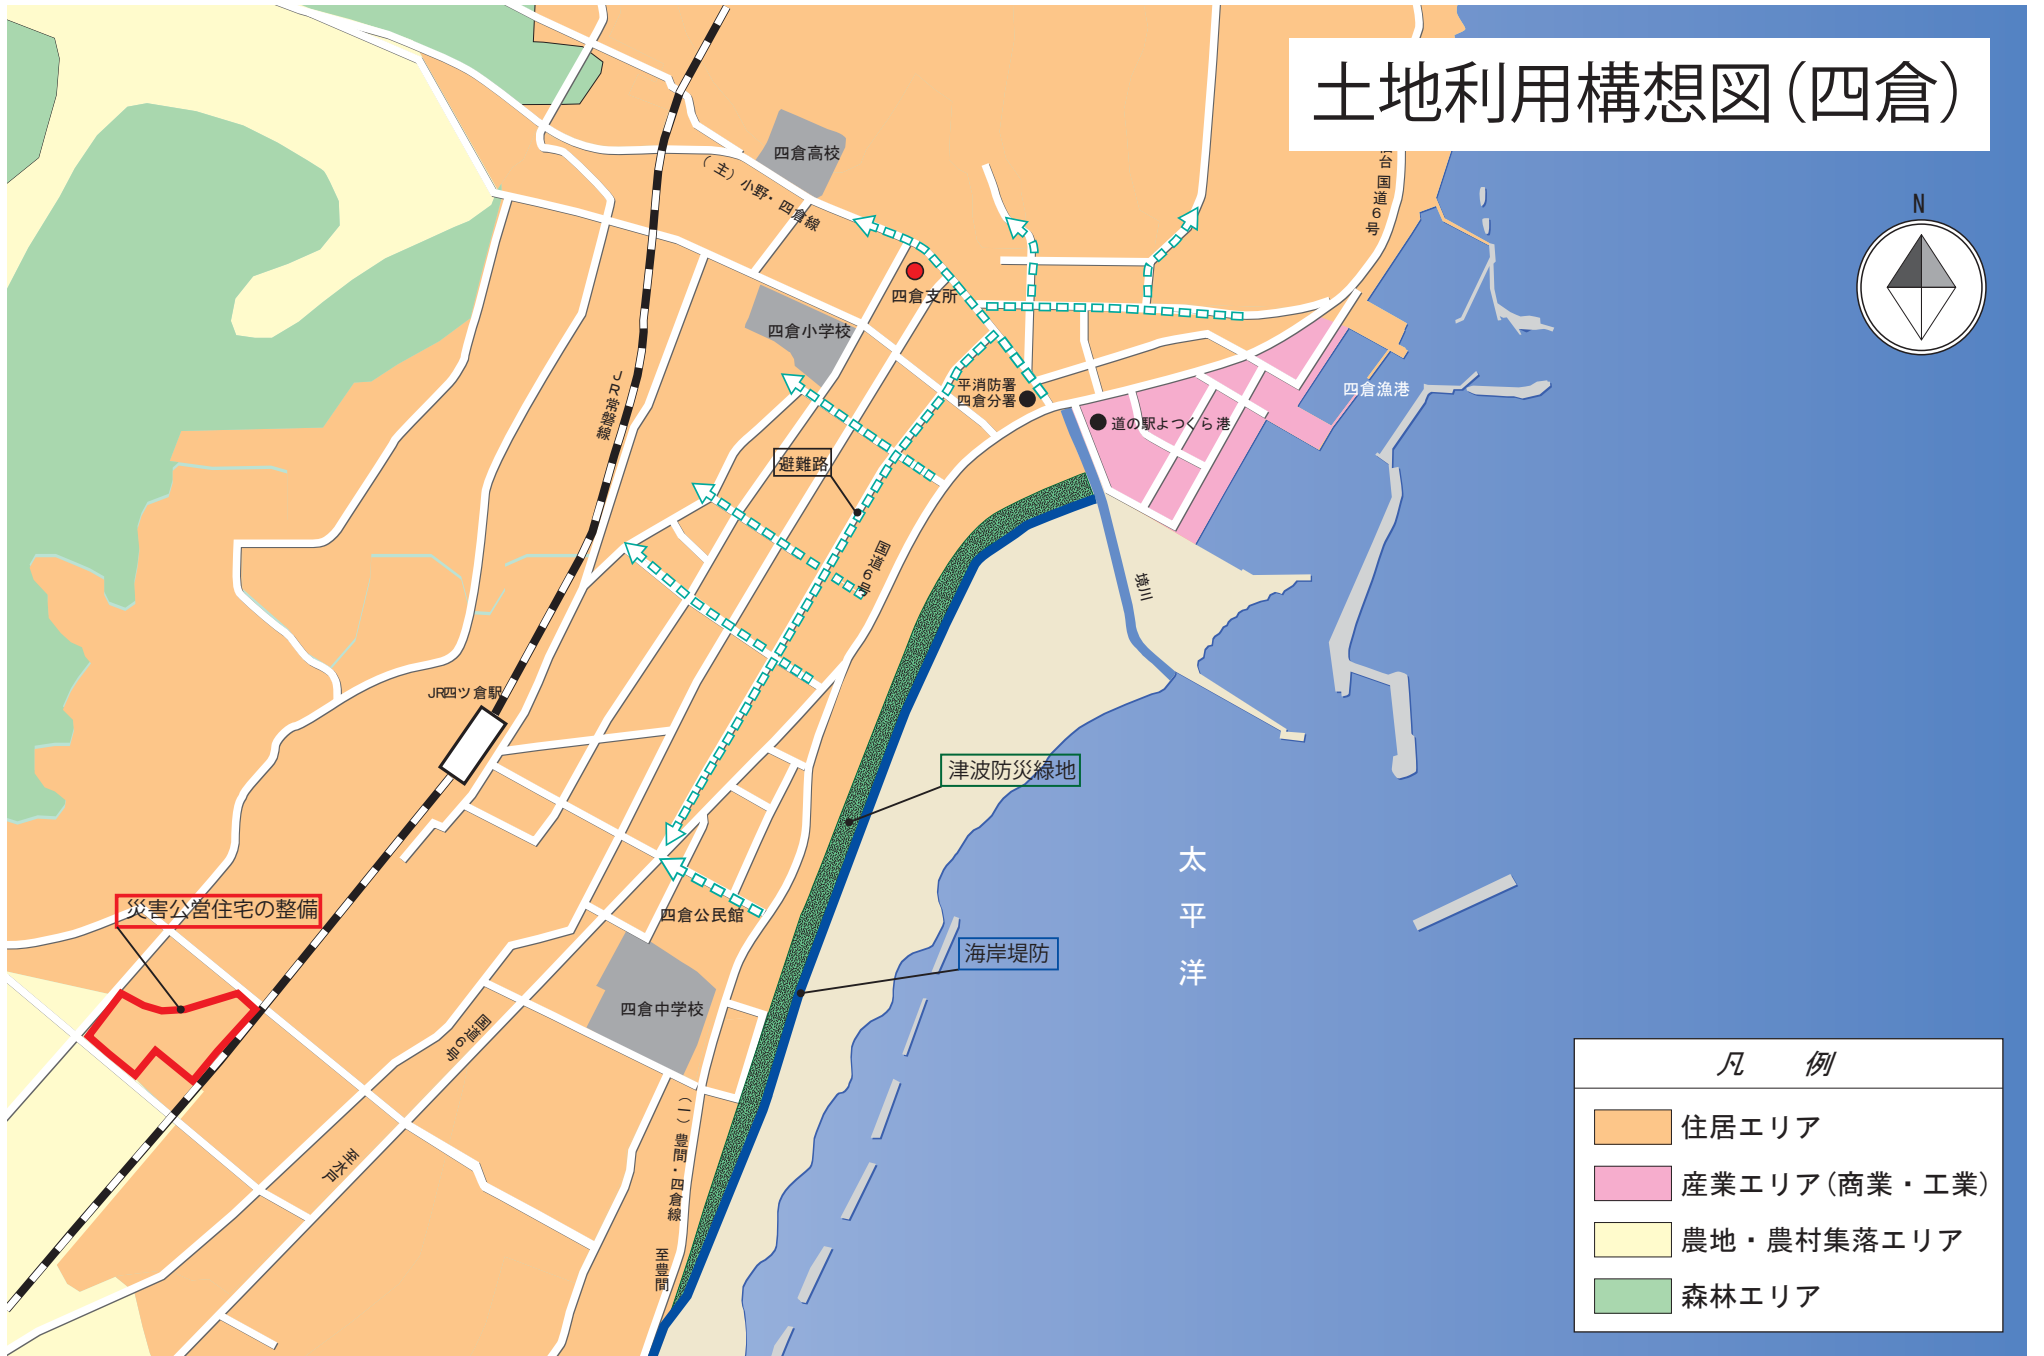 土地利用構想図(四倉)
四倉高校
(主)小野・四倉線
台 国道6号
N
四倉支所
四倉小学校
JR常磐線
平消防署
四倉分署
四倉漁港
道の駅よつくら港
避難路
国道6号
境川
JR四ツ倉駅
津波防災緑地
太平洋
災害公営住宅の整備
四倉公民館
海岸堤防
四倉中学校
国道6号
至水戸
(一)豊間・四倉線
至豊間
凡 例
住居エリア
産業エリア(商業・工業)
農地・農村集落エリア
森林エリア